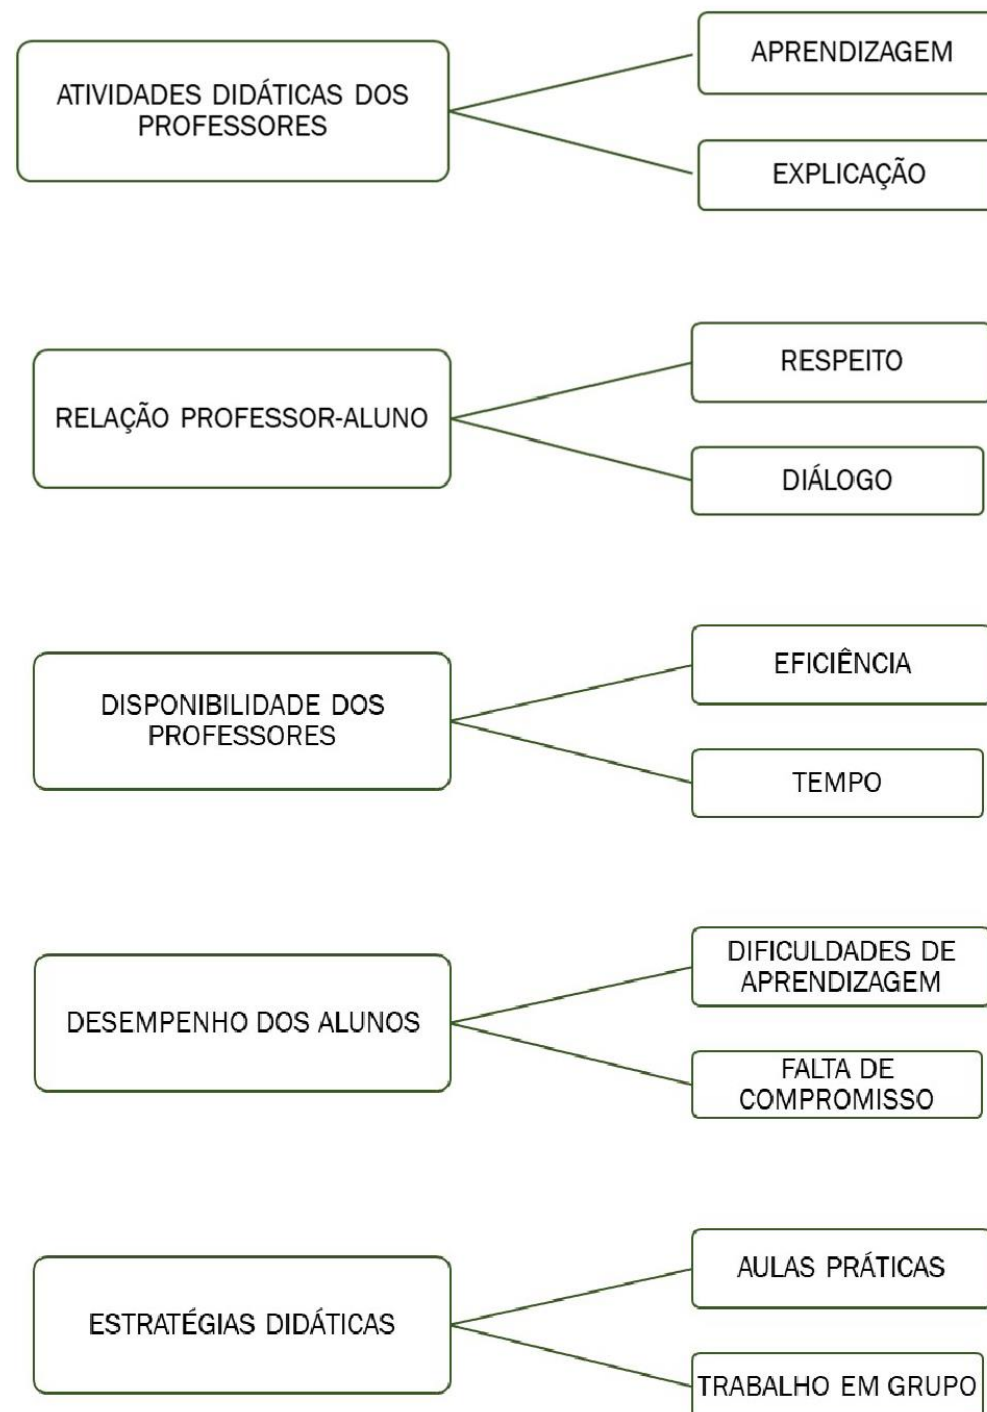 ATIVIDADES DIDÁTICAS DOS
PROFESSORES
APRENDIZAGEM
EXPLICAÇÃO
RELAÇÃO PROFESSOR-ALUNO
RESPEITO
DIÁLOGO
DISPONIBILIDADE DOS
PROFESSORES
EFICIÊNCIA
TEMPO
DESEMPENHO DOS ALUNOS
DIFICULDADES DE
APRENDIZAGEM
FALTA DE
COMPROMISSO
ESTRATÉGIAS DIDÁTICAS
AULAS PRÁTICAS
TRABALHO EM GRUPO